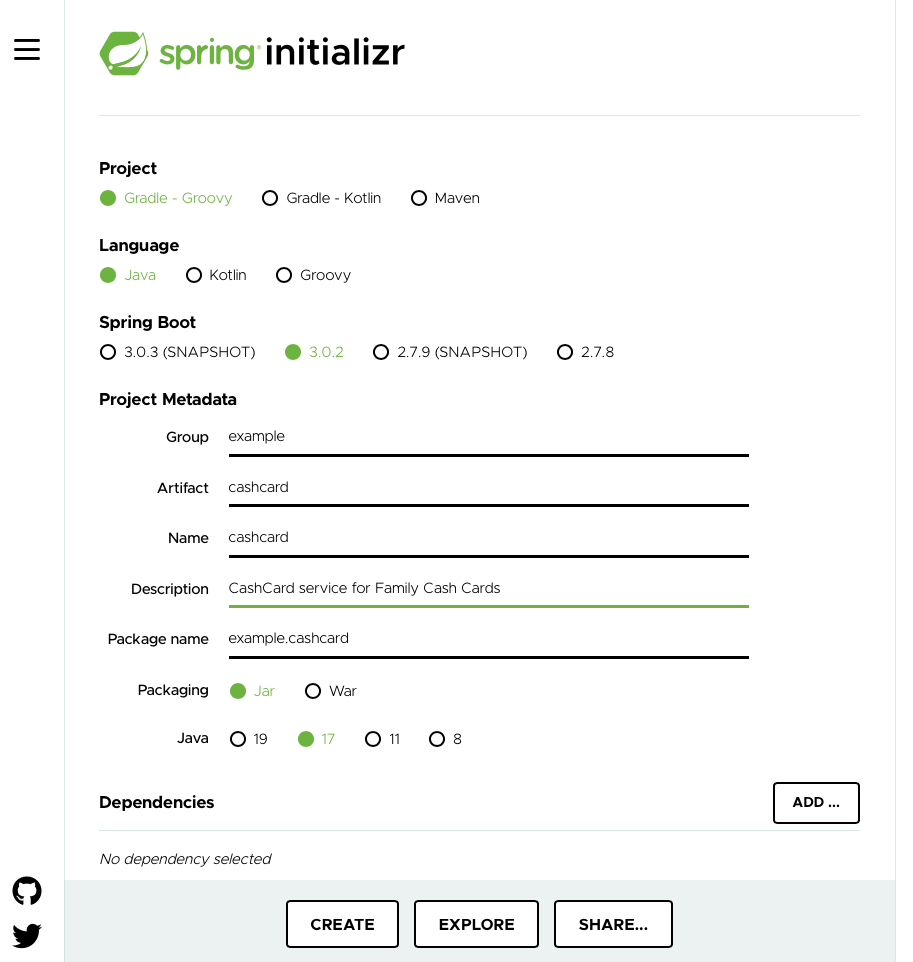 spring initializr
Project
Gradle - Groovy Gradle - Kotlin Maven
Language
Java Kotlin Groovy
Spring Boot
3.0.3 (SNAPSHOT) 3.0.2 2.7.9 (SNAPSHOT) 2.7.8
Project Metadata
Group example
Artifact cashcard
Name cashcard
Description CashCard service for Family Cash Cards
Package name example.cashcard
Packaging Jar War
Java 19 17 11 8
Dependencies ADD ...
No dependency selected
CREATE EXPLORE SHARE...